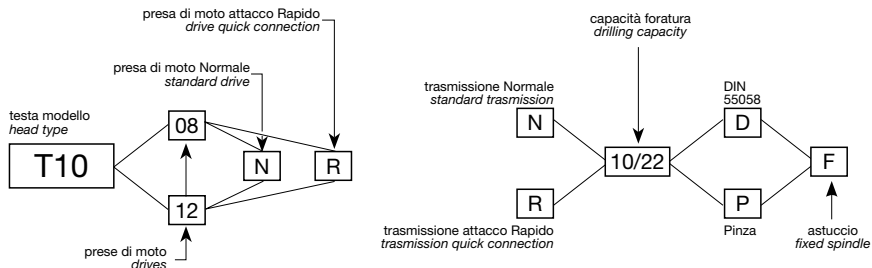 presa di moto attacco Rapido
drive quick connection
presa di moto Normale
standard drive
testa modello
head type
T10
08
12
N
R
prese di moto
drives
capacità foratura
drilling capacity
trasmissione Normale
standard trasmission
N
R
trasmissione attacco Rapido
trasmission quick connection
10/22
DIN
55058
D
P
Pinza
F
astuccio
fixed spindle